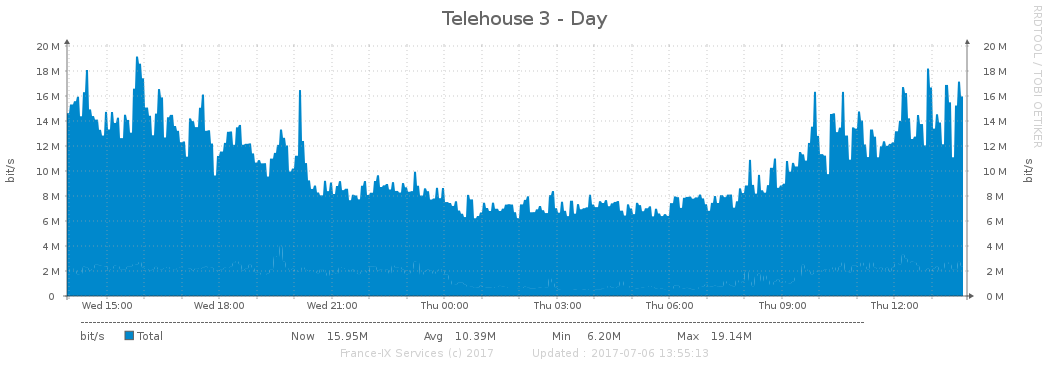 Telehouse 3 - Day
RRDTOOL / TOBI OETIKER
bit/s
20 M
18 M
16 M
14 M
12 M
10 M
8 M
6 M
4 M
2 M
0
20 M
18 M
16 M
14 M
12 M
10 M
8 M
6 M
4 M
2 M
0 M
bit/s
Wed 15:00 Wed 18:00 Wed 21:00 Thu 00:00 Thu 03:00 Thu 06:00 Thu 09:00 Thu 12:00
bit/s Total Now 15.95M Avg 10.39M Min 6.20M Max 19.14M
France-IX Services (c) 2017 Updated : 2017-07-06 13:55:13